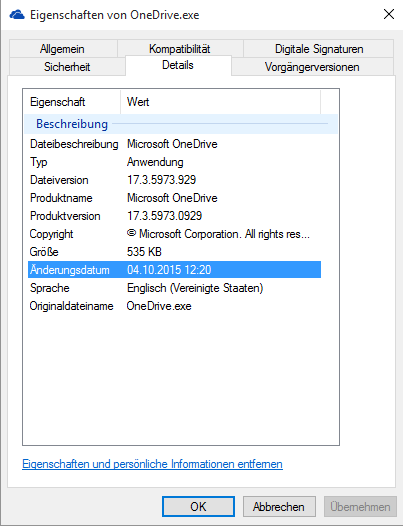 Eigenschaften von OneDrive.exe
Allgemein Kompatibilität Digitale Signaturen
Sicherheit Details Vorgängerversionen
Eigenschaft Wert
Beschreibung
Dateibeschreibung Microsoft OneDrive
Typ Anwendung
Dateiversion 17.3.5973.929
Produktname Microsoft OneDrive
Produktversion 17.3.5973.0929
Copyright © Microsoft Corporation. All rights res...
Größe 535 KB
Änderungsdatum 04.10.2015 12:20
Sprache Englisch (Vereinigte Staaten)
Originaldateiname OneDrive.exe
Eigenschaften und persönliche Informationen entfernen
OK Abbrechen Übernehmen